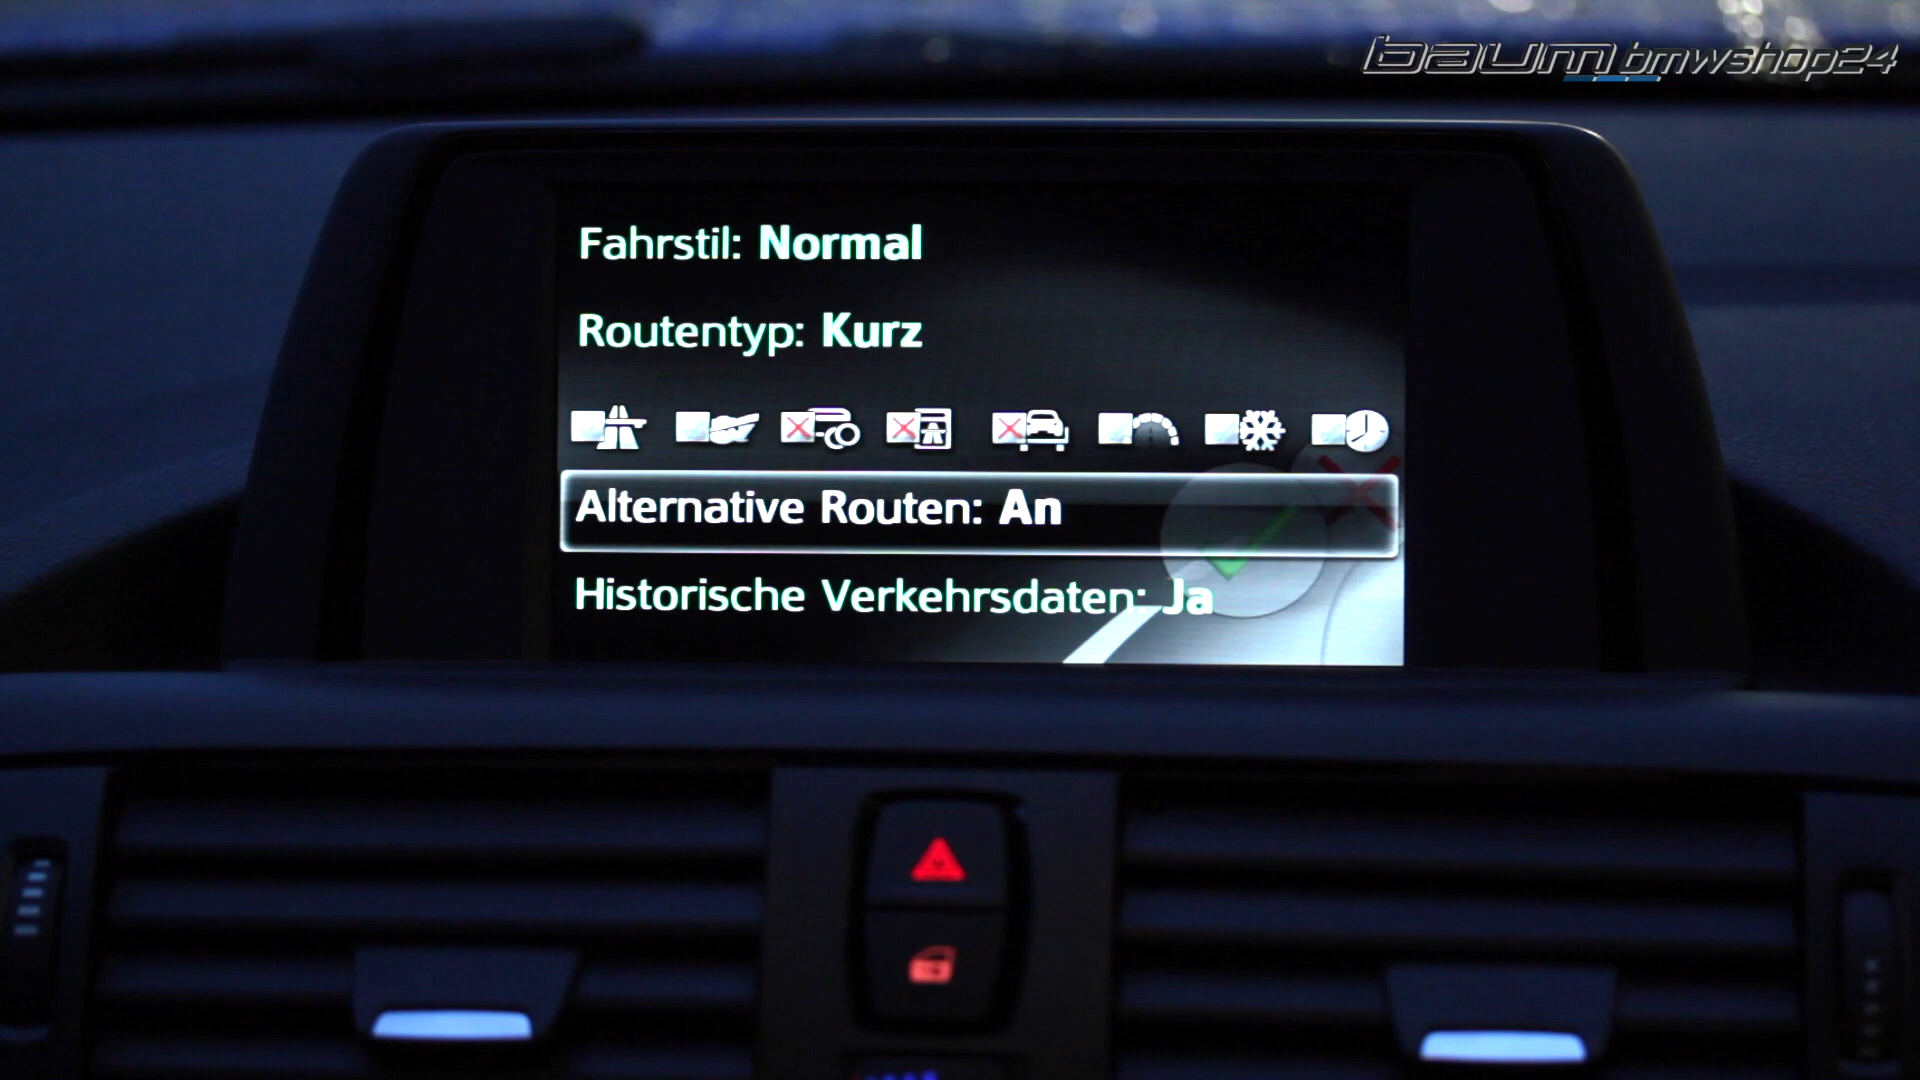 baum bmwshop24
Fahrstil: Normal
Routentyp: Kurz
Alternative Routen: An
Historische Verkehrsdaten: Ja